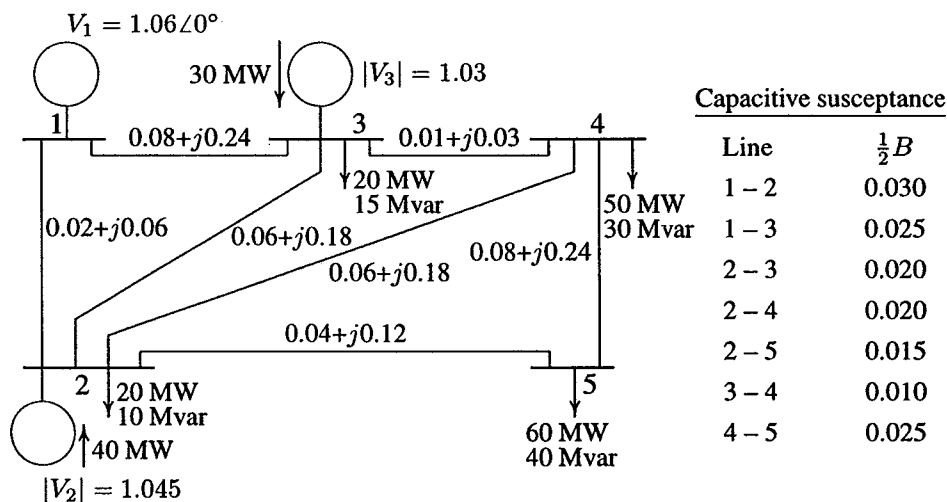 V₁ = 1.06∠0°
30 MW
|V₃| = 1.03
1
0.08+j0.24
3
0.01+j0.03
4
20 MW
15 Mvar
50 MW
30 Mvar
0.02+j0.06
0.06+j0.18
0.06+j0.18
0.08+j0.24
0.04+j0.12
2
20 MW
10 Mvar
5
60 MW
40 Mvar
40 MW
|V₂| = 1.045
Capacitive susceptance
Line ½B
1 – 2 0.030
1 – 3 0.025
2 – 3 0.020
2 – 4 0.020
2 – 5 0.015
3 – 4 0.010
4 – 5 0.025